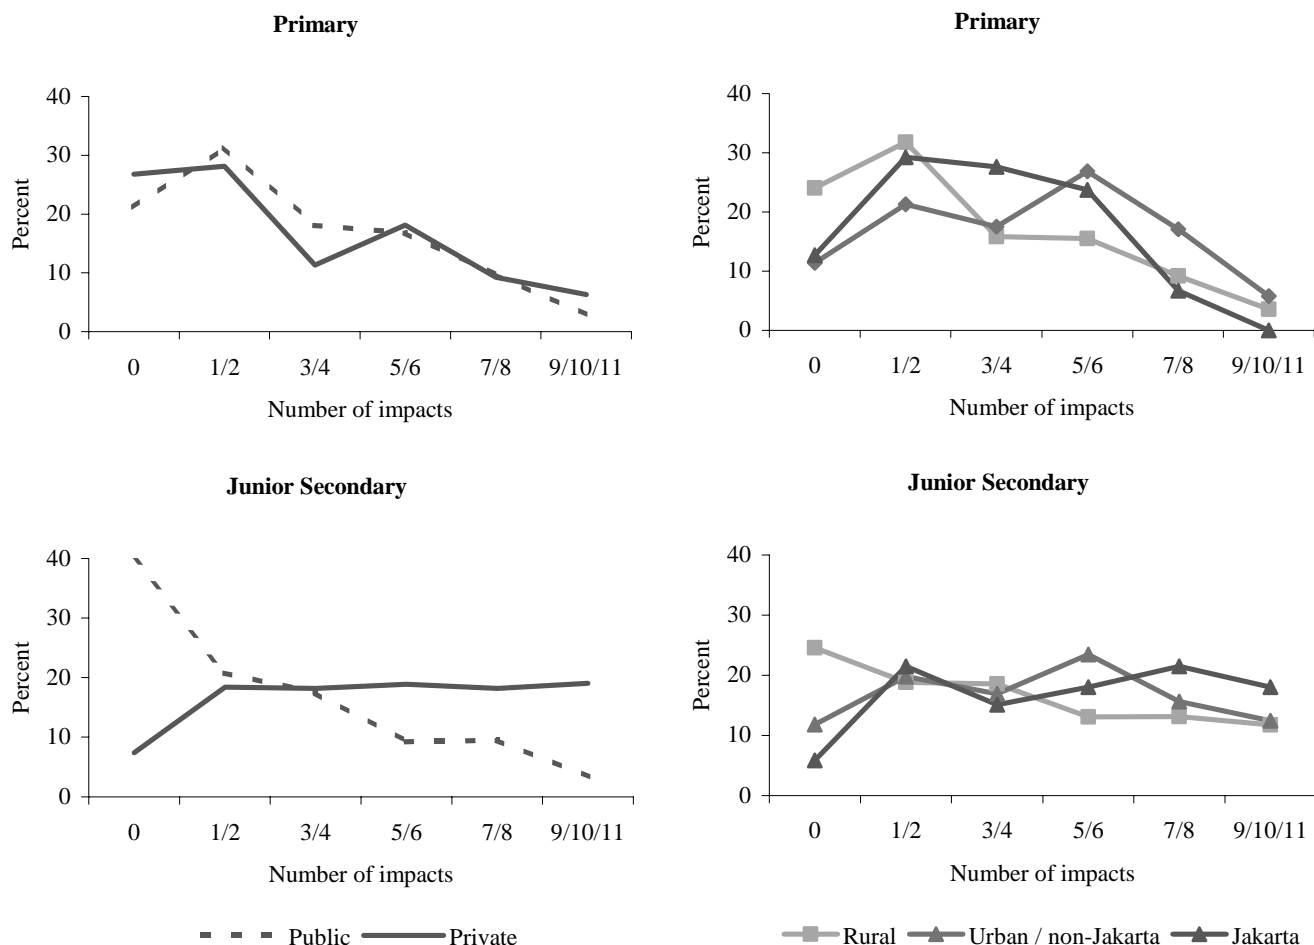 Primary
40
30
20
10
0
Percent
0 1/2 3/4 5/6 7/8 9/10/11
Number of impacts
Primary
40
30
20
10
0
Percent
0 1/2 3/4 5/6 7/8 9/10/11
Number of impacts
Junior Secondary
40
30
20
10
0
Percent
0 1/2 3/4 5/6 7/8 9/10/11
Number of impacts
Public Private
Junior Secondary
40
30
20
10
0
Percent
0 1/2 3/4 5/6 7/8 9/10/11
Number of impacts
Rural Urban / non-Jakarta Jakarta